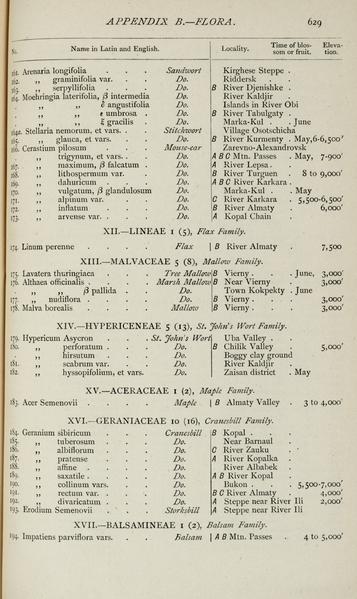 APPENDIX B.—FLORA. 629
No. Name in Latin and English. Locality. Time of blossom or fruit. Elevation.
161. Arenaria longifolia . . . Sandwort Kirghese Steppe .
162. „ graminifolia var. . . Do. Riddersk . .
163. „ serpyllifolia . . Do. B River Djenishke .
164. Moehringia lateriflora, β intermedia Do. River Kaldjir .
„ „ δ angustifolia Do. Islands in River Obi
„ „ ε umbrosa . Do. B River Tabulgaty .
„ „ ξ gracilis . Do. Marka-Kul . . June
164a. Stellaria nemorum, et vars. . . Stitchwort Village Osotschicha
165. „ glauca, et vars. . . Do. B River Kurmenty . May, 6-6,500′
166. Cerastium pilosum . . . Mouse-ear Zarevno-Alexandrovsk
„ trigynum, et vars. . . Do. A B C Mtn. Passes . May, 7-900′
167. „ maximum, β falcatum . Do. A River Lepsa .
168. „ lithospermum var. . . Do. B River Turguen . 8 to 9,000′
169. „ dahuricum . . . Do. A B C River Karkara .
170. „ vulgatum, β glandulosum Do. Marka-Kul . . May
171. „ alpinum var. . . Do. C River Karkara . 5,500-6,500′
172. „ inflatum . . . Do. B River Almaty . 6,000′
173. „ arvense var. . . . Do. A Kopal Chain .
XII.—LINEAE 1 (5), Flax Family.
174. Linum perenne . . . . Flax B River Almaty . 7,500
XIII.—MALVACEAE 5 (8), Mallow Family.
175. Lavatera thuringiaca . . . Tree Mallow B Vierny . . . June, 3,000′
176. Althaea officinalis . . . Marsh Mallow B Near Vierny . 3,000′
„ „ β pallida . . Do. Town Kokpekty . June
177. „ nudiflora . . . Do. B Vierny . . . 3,000′
178. Malva borealis . . . . Mallow B Vierny . . . 3,000′
XIV.—HYPERICENEAE 5 (13), St. John's Wort Family.
179. Hypericum Asycron . . St. John's Wort Uba Valley . .
180. „ perforatum . . . Do. B Chilik Valley . 5,000′
„ hirsutum . . . Do. Boggy clay ground
181. „ scabrum var. . . Do. River Kaldjir .
182. „ hyssopifolium, et vars. Do. Zaisan district . May
XV.—ACERACEAE 1 (2), Maple Family.
183. Acer Semenovii . . . . Maple B Almaty Valley . 3 to 4,000′
XVI.—GERANIACEAE 10 (16), Cranesbill Family.
184. Geranium sibiricum . . . Cranesbill B Kopal . . .
185. „ tuberosum . . . Do. Near Barnaul .
186. „ albiflorum . . . Do. C River Zauku .
187. „ pratense . . . Do. A River Kopalka .
188. „ affine . . . . Do. River Albabek .
189. „ saxatile . . . . Do. A B River Kopal .
190. „ collinum vars. . . Do. Bukon . . . 5,500-7,000′
191. „ rectum var. . . Do. B C River Almaty . 4,000′
192. „ divaricatum . . Do. A Steppe near River Ili 2,000′
193. Erodium Semenovii . . . Storksbill A Steppe near River Ili
XVII.—BALSAMINEAE 1 (2), Balsam Family.
194. Impatiens parviflora vars. . . Balsam A B Mtn. Passes . 4 to 5,000′